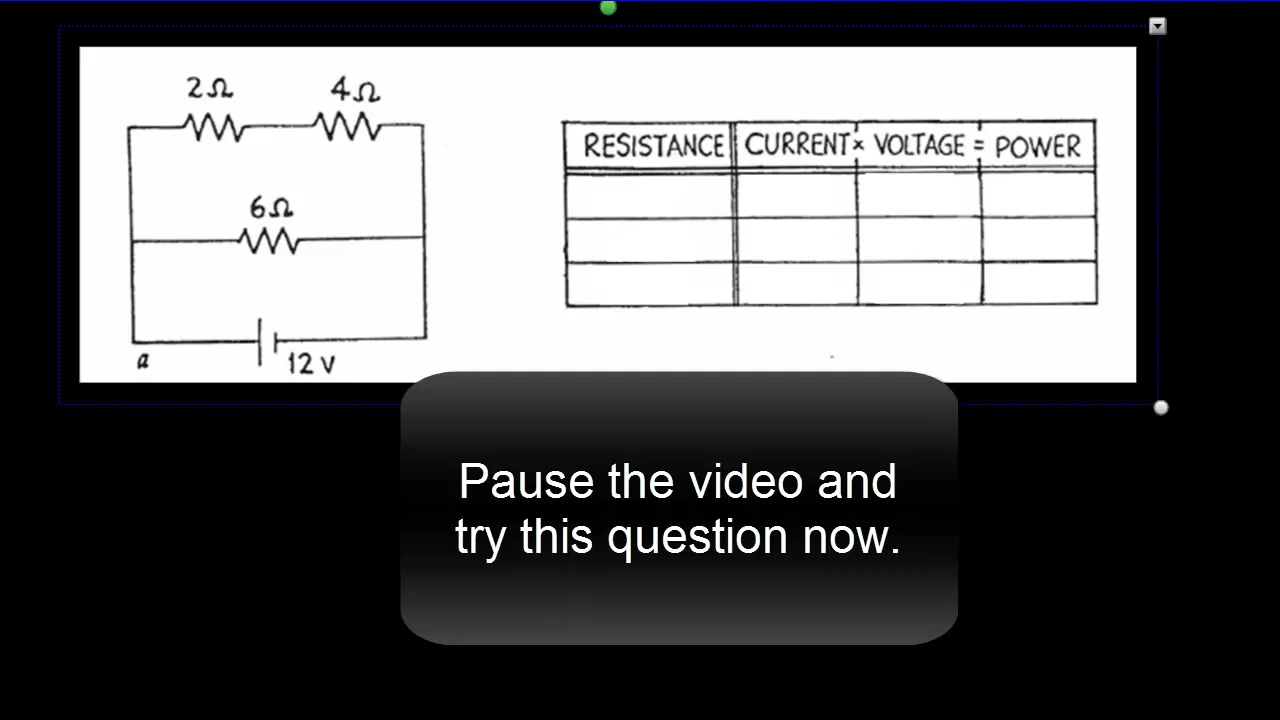 2Ω 4Ω
RESISTANCE CURRENT × VOLTAGE = POWER
6Ω
a 12 V
Pause the video and
try this question now.